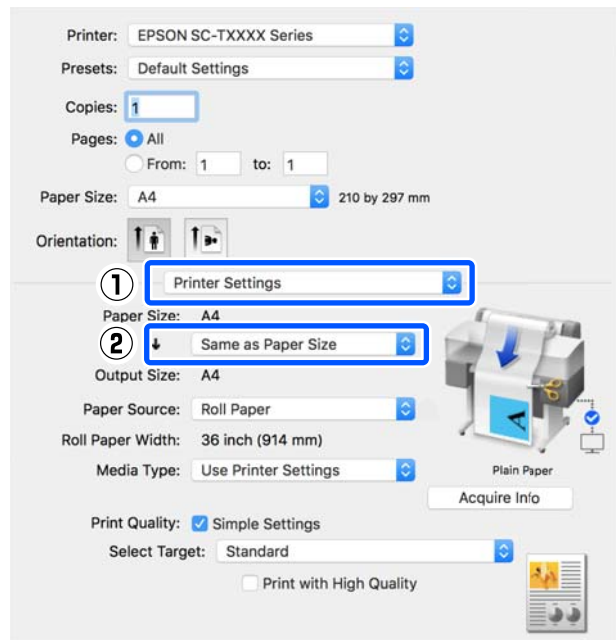 Printer: EPSON SC-TXXXX Series
Presets: Default Settings
Copies: 1
Pages: All
From: 1 to: 1
Paper Size: A4 210 by 297 mm
Orientation:
① Printer Settings
Paper Size: A4
② Same as Paper Size
Output Size: A4
Paper Source: Roll Paper
Roll Paper Width: 36 inch (914 mm)
Media Type: Use Printer Settings
Plain Paper
Acquire Info
Print Quality: Simple Settings
Select Target: Standard
Print with High Quality
A